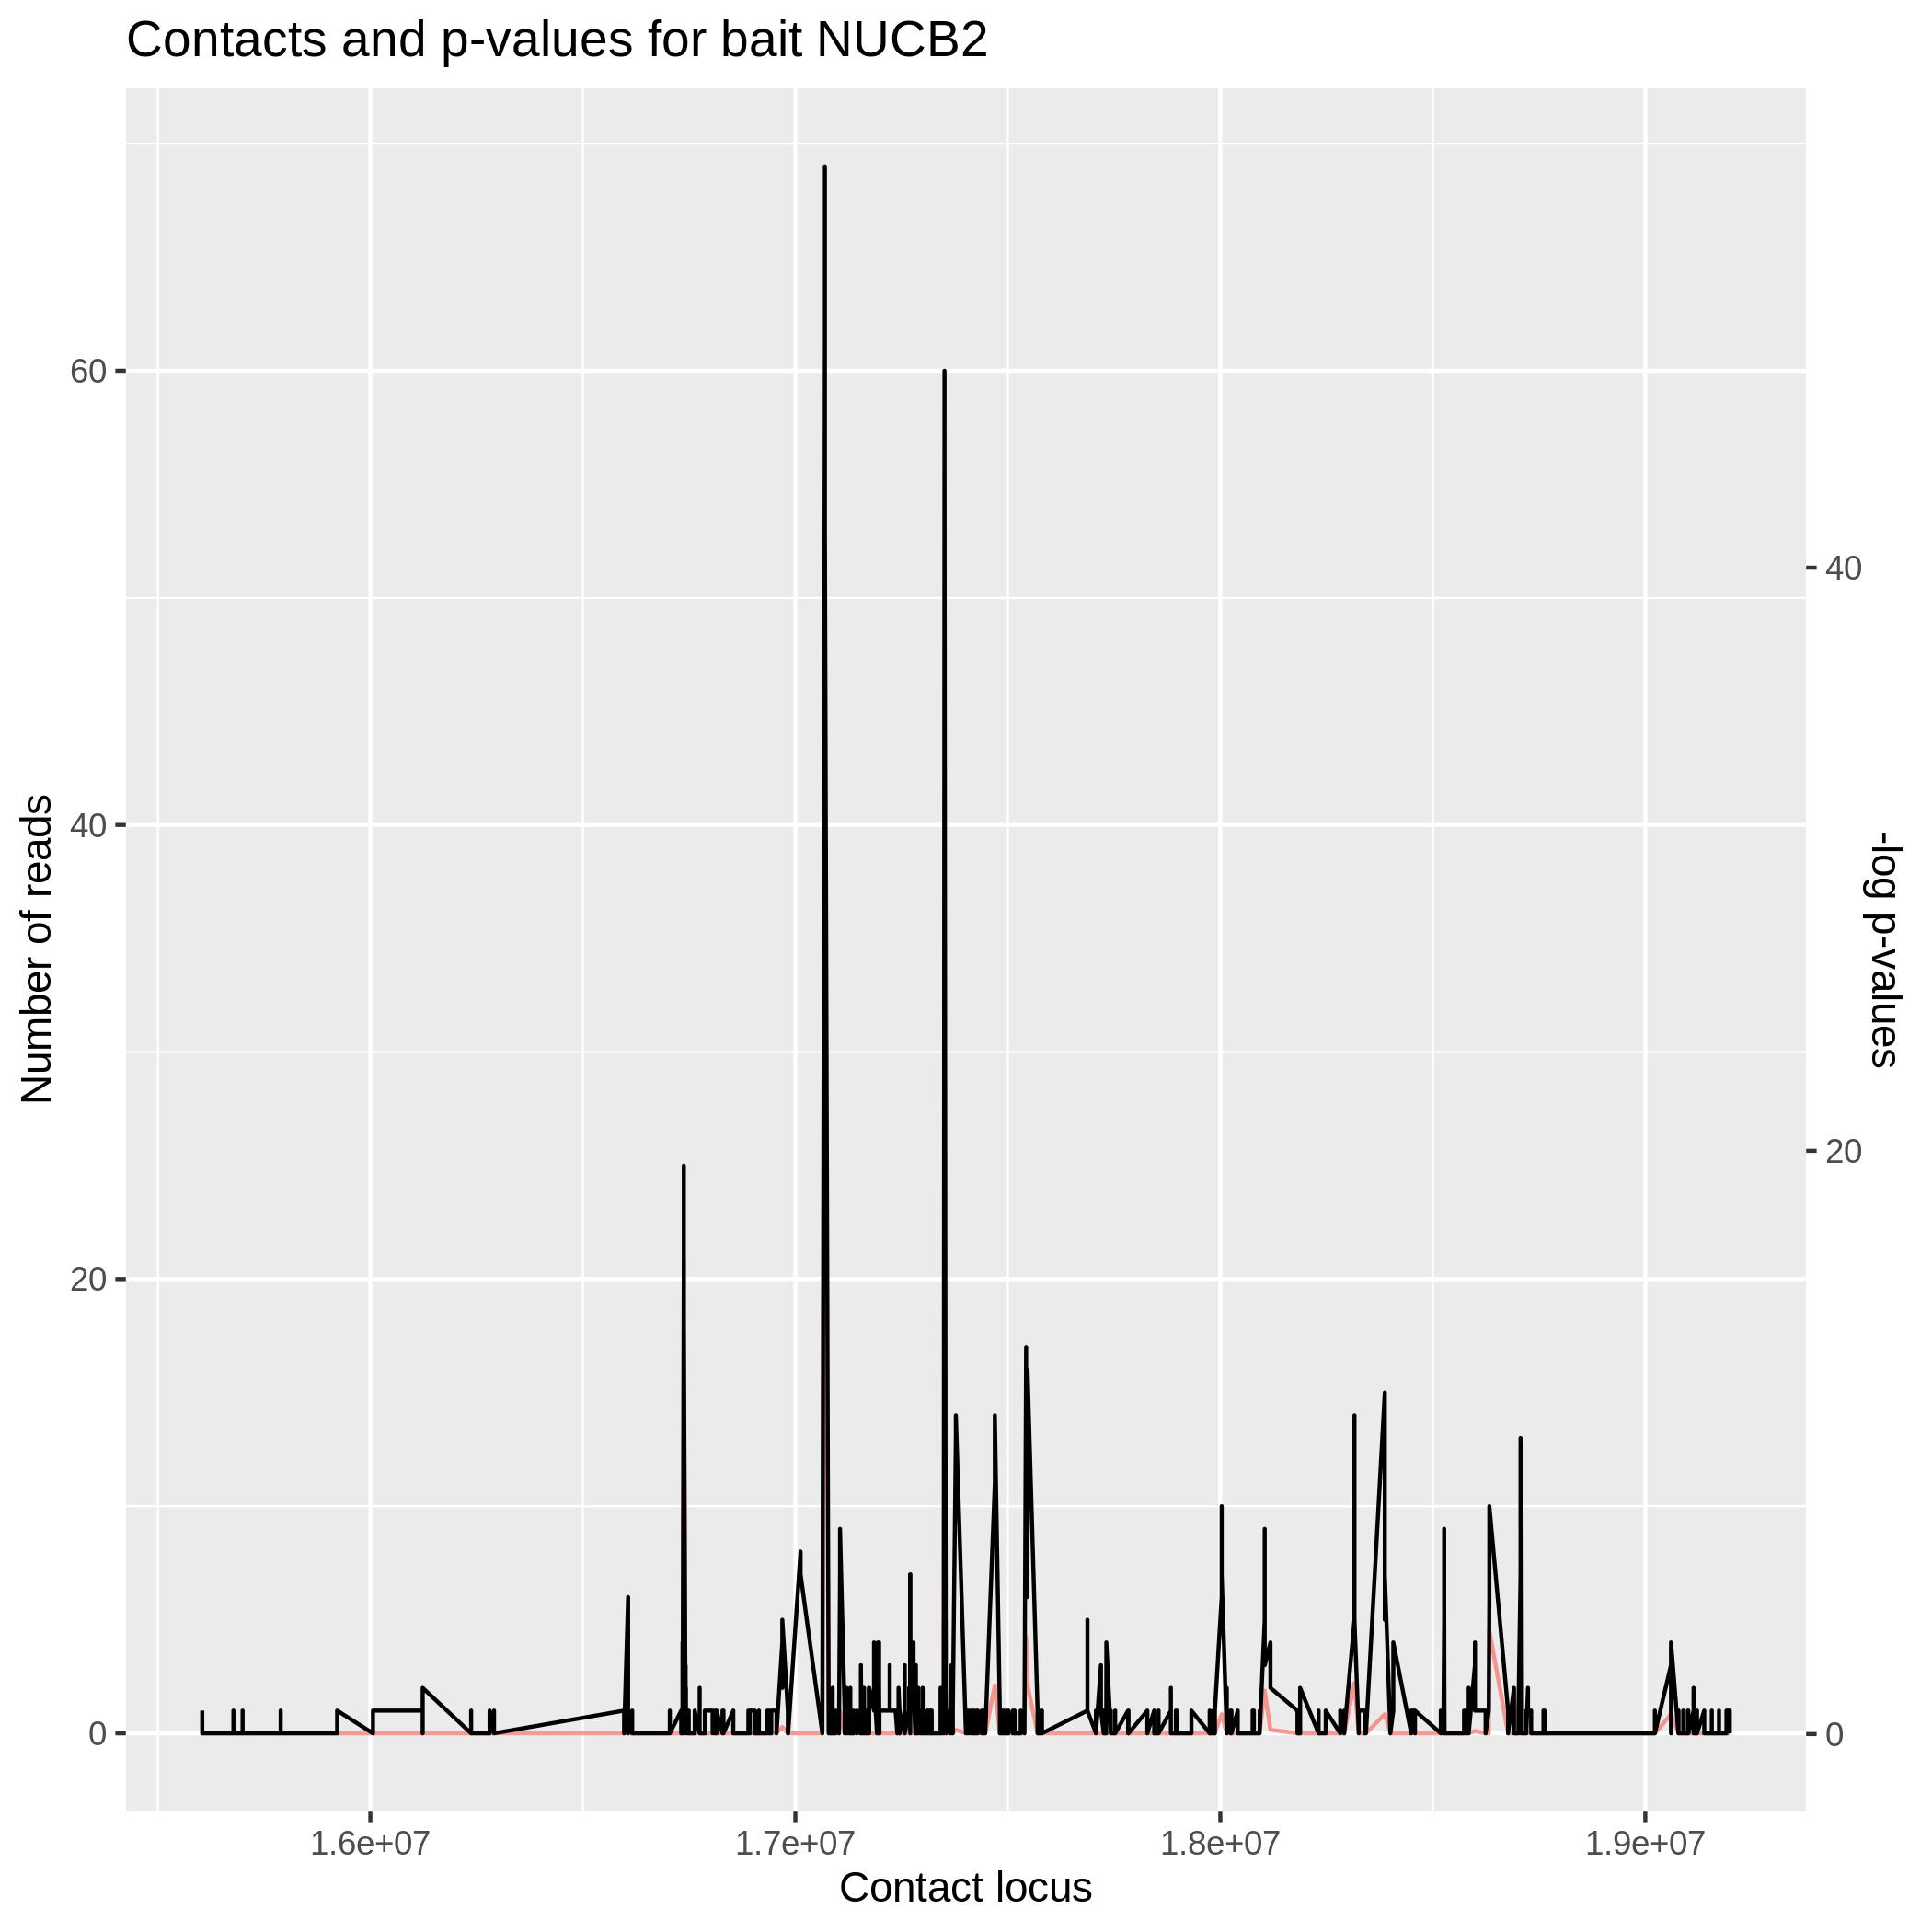 Contacts and p-values for bait NUCB2
60
40
20
0
Number of reads
40
20
0
-log p-values
1.6e+07
1.7e+07
1.8e+07
1.9e+07
Contact locus